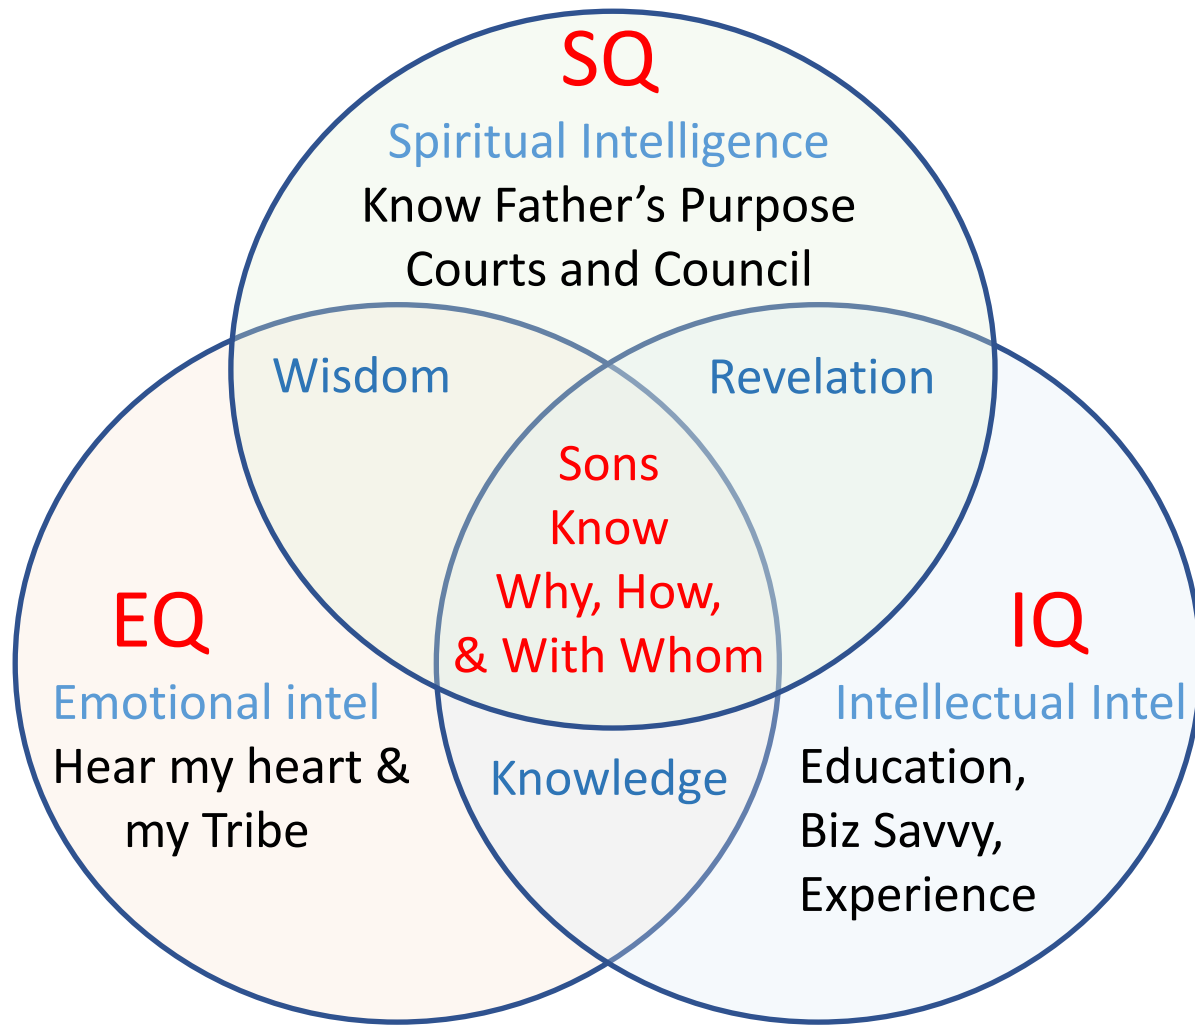 SQ
Spiritual Intelligence
Know Father’s Purpose
Courts and Council
Wisdom
Revelation
Sons
Know
Why, How,
& With Whom
EQ
Emotional intel
Hear my heart &
my Tribe
IQ
Intellectual Intel
Education,
Biz Savvy,
Experience
Knowledge